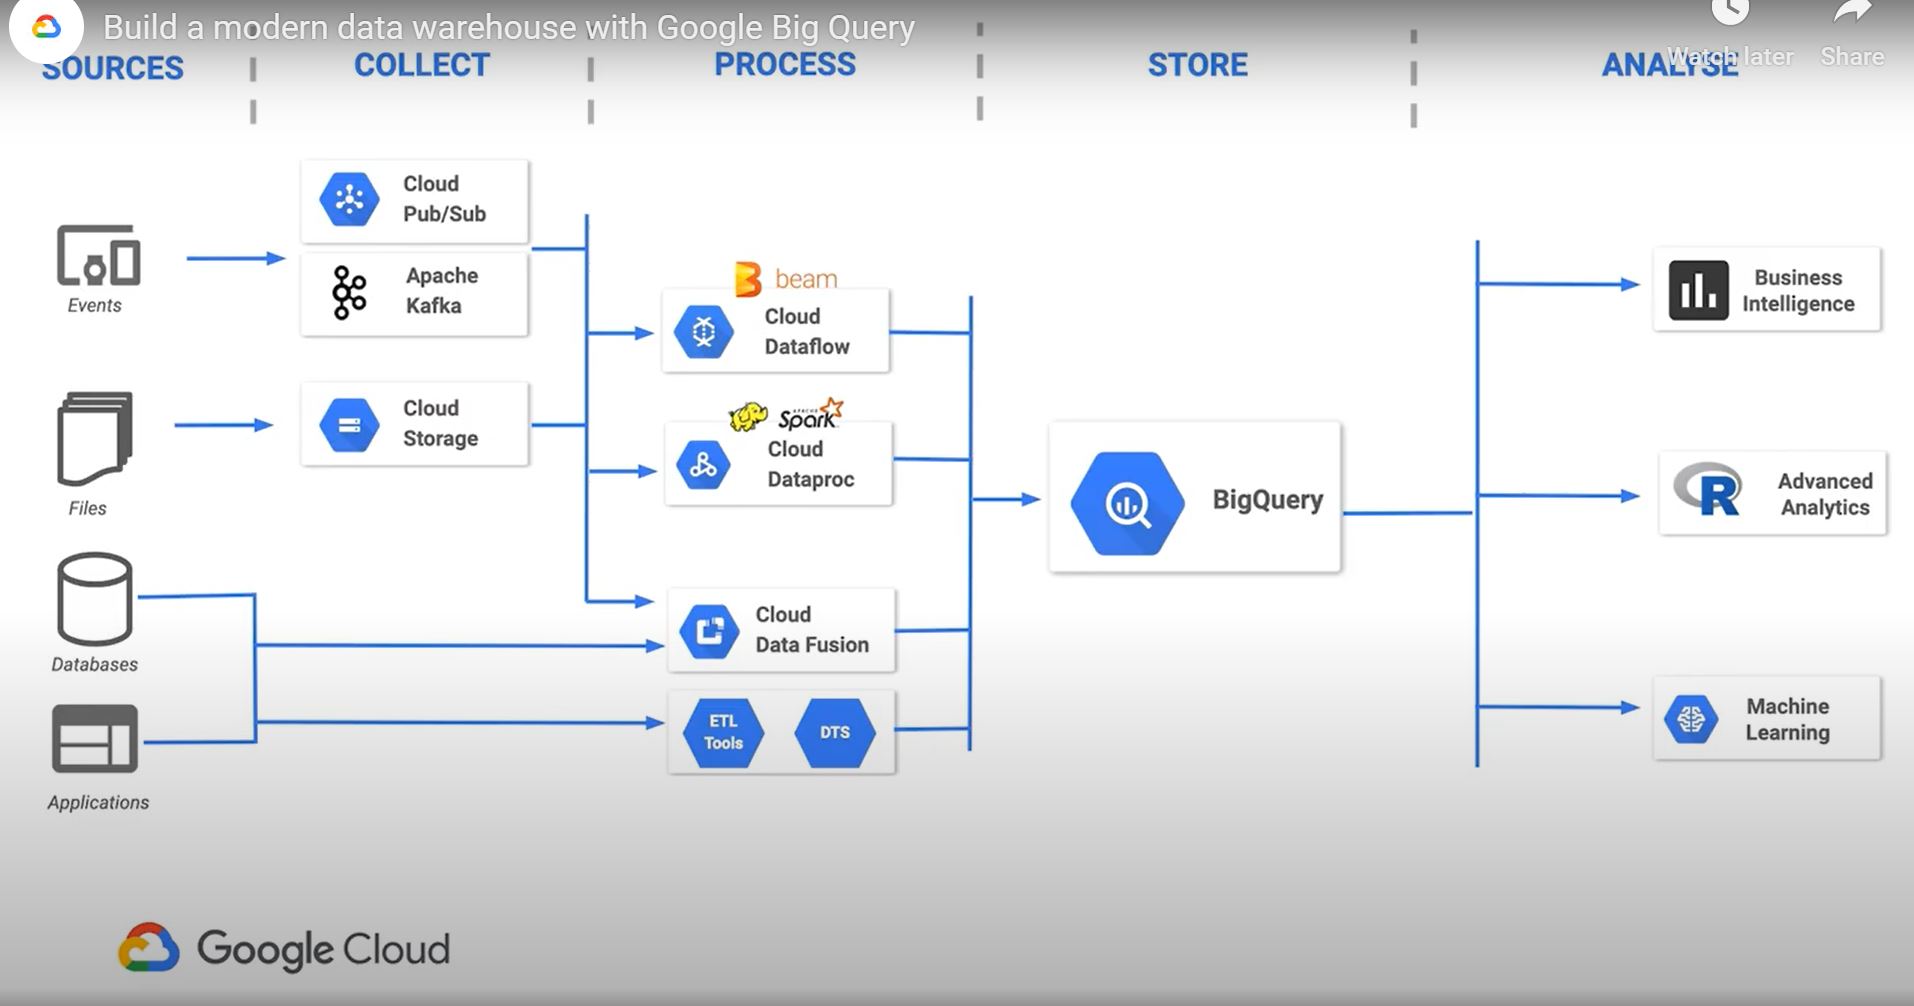 Build a modern data warehouse with Google Big Query
Watch later
Share
SOURCES
COLLECT
PROCESS
STORE
ANALYSE
Events
Files
Databases
Applications
Cloud
Pub/Sub
Apache
Kafka
Cloud
Storage
beam
Cloud
Dataflow
APACHE
Spark
Cloud
Dataproc
Cloud
Data Fusion
ETL
Tools
DTS
BigQuery
Business
Intelligence
R
Advanced
Analytics
Machine
Learning
Google Cloud